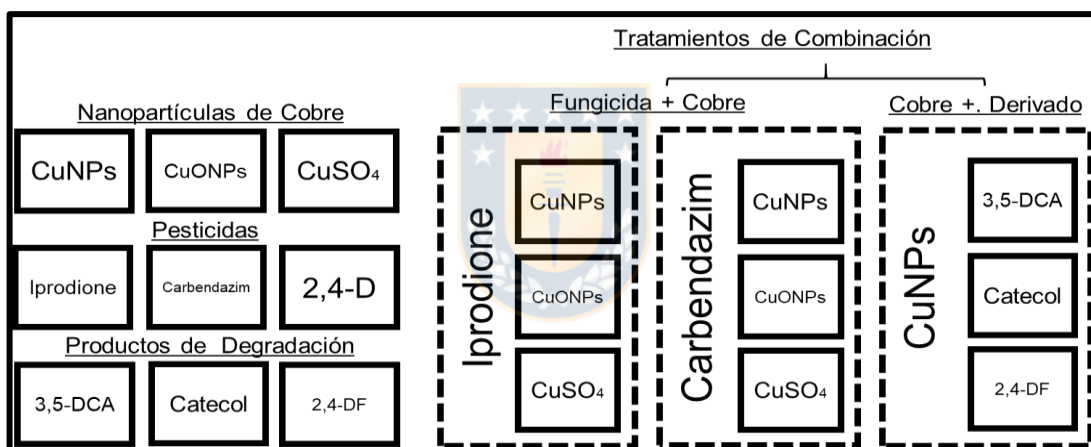 Tratamientos de Combinación
Nanopartículas de Cobre
CuNPs
CuONPs
CuSO₄
Pesticidas
Iprodione
Carbendazim
2,4-D
Productos de Degradación
3,5-DCA
Catecol
2,4-DF
Fungicida + Cobre
Iprodione
CuNPs
CuONPs
CuSO₄
Carbendazim
CuNPs
CuONPs
CuSO₄
Cobre +. Derivado
CuNPs
3,5-DCA
Catecol
2,4-DF